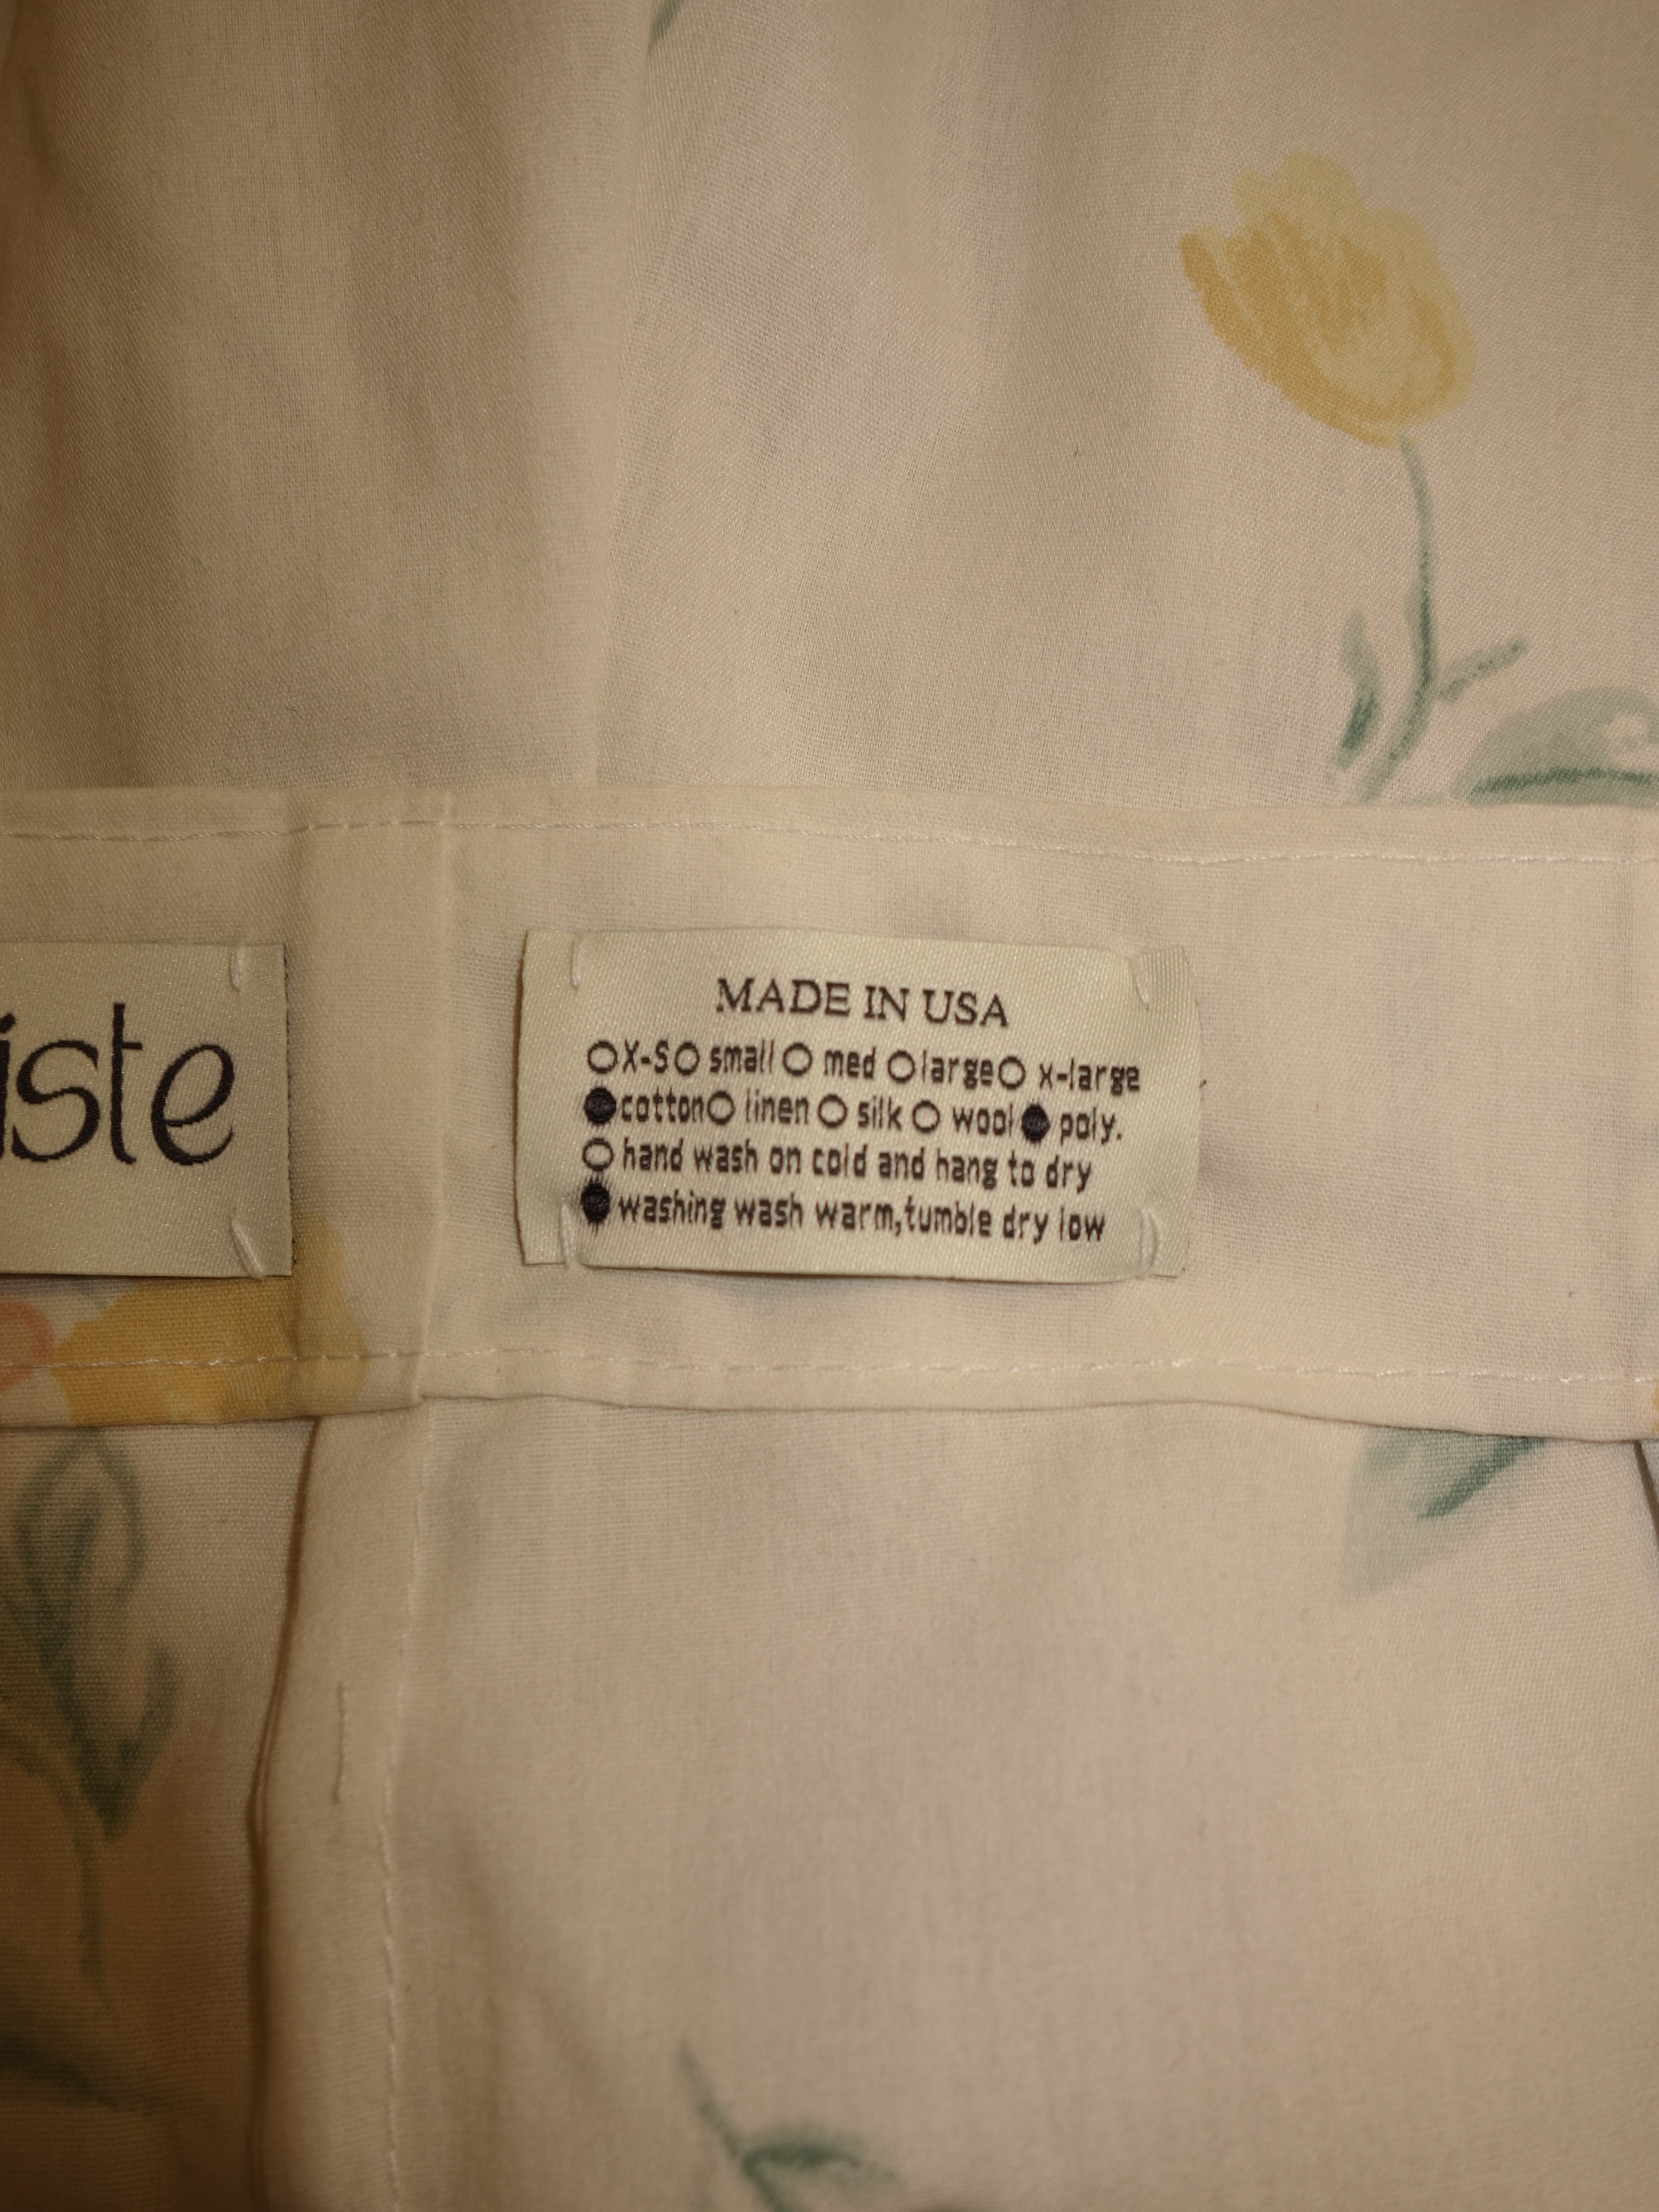 iste
MADE IN USA
X-S small med large x-large
cotton linen silk wool poly.
hand wash on cold and hang to dry
washing wash warm,tumble dry low